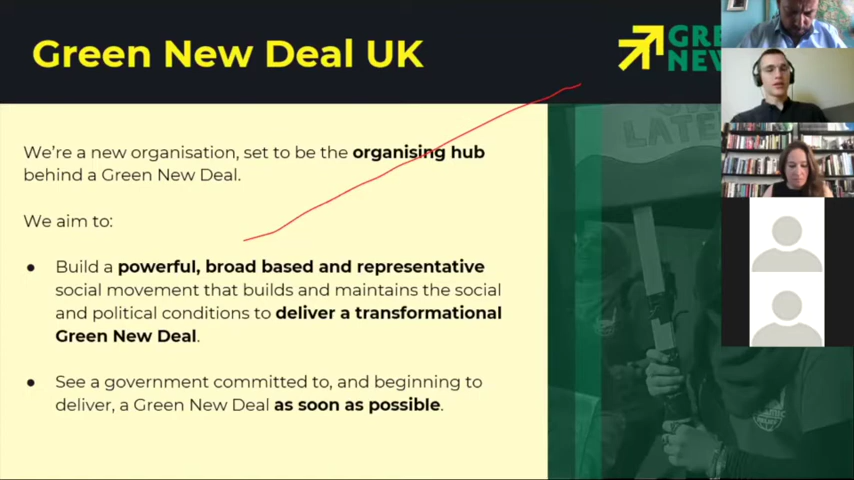 Green New Deal UK
We're a new organisation, set to be the organising hub
behind a Green New Deal.
We aim to:
● Build a powerful, broad based and representative
social movement that builds and maintains the social
and political conditions to deliver a transformational
Green New Deal.
● See a government committed to, and beginning to
deliver, a Green New Deal as soon as possible.
GRE
NEW
LATE